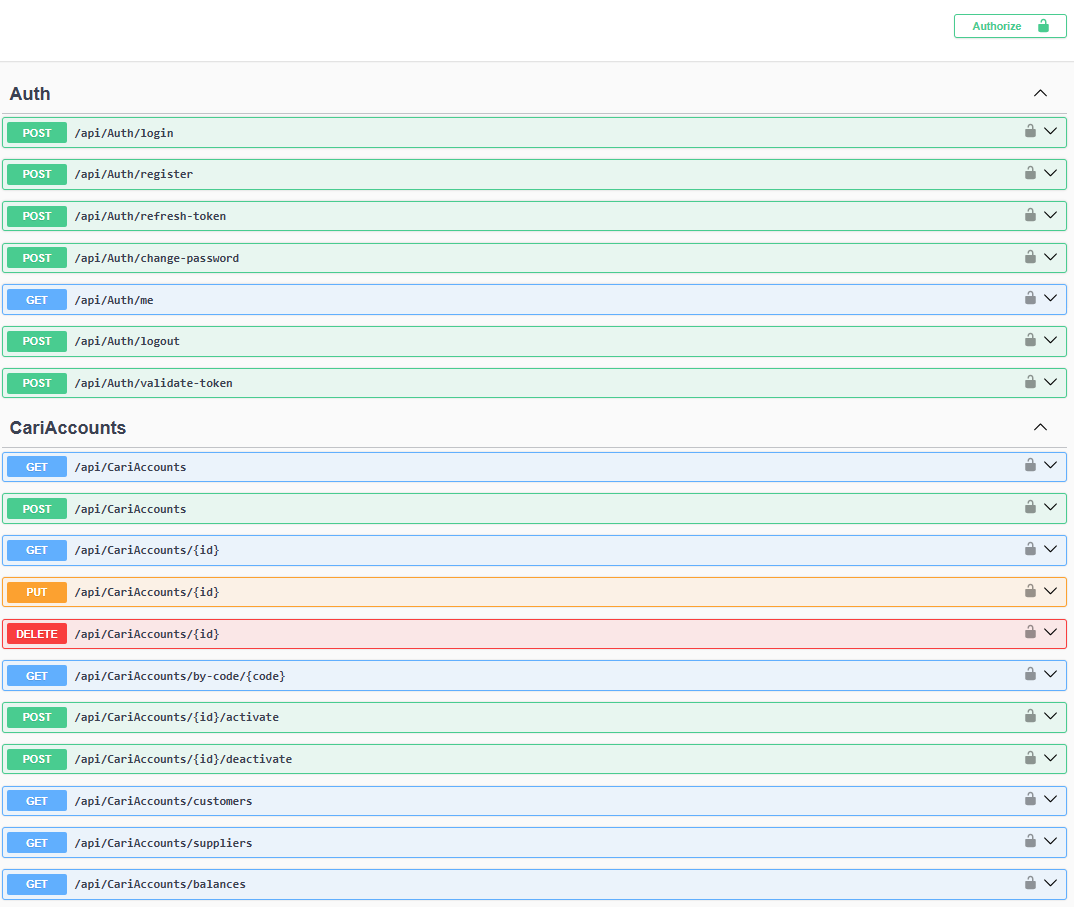 Authorize
Auth
POST /api/Auth/login
POST /api/Auth/register
POST /api/Auth/refresh-token
POST /api/Auth/change-password
GET /api/Auth/me
POST /api/Auth/logout
POST /api/Auth/validate-token
CariAccounts
GET /api/CariAccounts
POST /api/CariAccounts
GET /api/CariAccounts/{id}
PUT /api/CariAccounts/{id}
DELETE /api/CariAccounts/{id}
GET /api/CariAccounts/by-code/{code}
POST /api/CariAccounts/{id}/activate
POST /api/CariAccounts/{id}/deactivate
GET /api/CariAccounts/customers
GET /api/CariAccounts/suppliers
GET /api/CariAccounts/balances